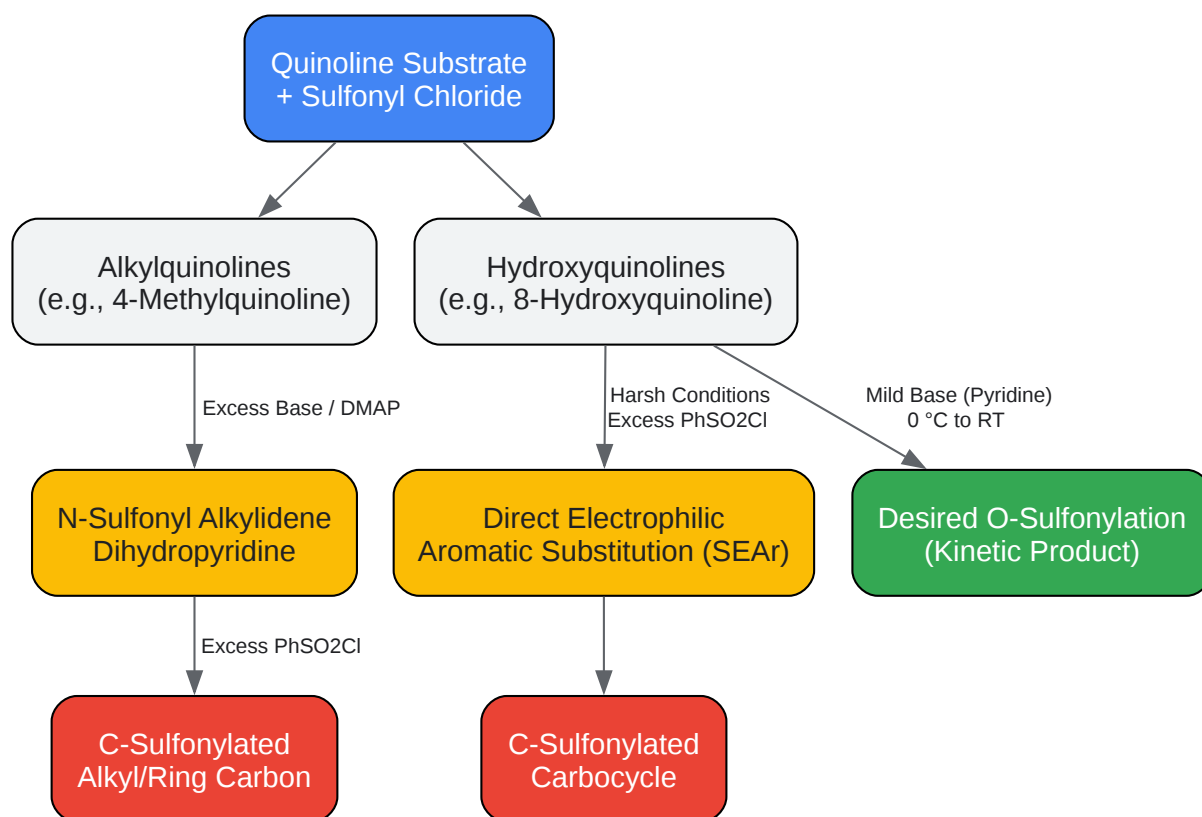 Quinoline Substrate
+ Sulfonyl Chloride
Alkylquinolines
(e.g., 4-Methylquinoline)
Hydroxyquinolines
(e.g., 8-Hydroxyquinoline)
Excess Base / DMAP
Harsh Conditions
Excess PhSO2Cl
Mild Base (Pyridine)
0 °C to RT
N-Sulfonyl Alkylidene
Dihydropyridine
Direct Electrophilic
Aromatic Substitution (SEAr)
Desired O-Sulfonylation
(Kinetic Product)
Excess PhSO2Cl
C-Sulfonylated
Alkyl/Ring Carbon
C-Sulfonylated
Carbocycle